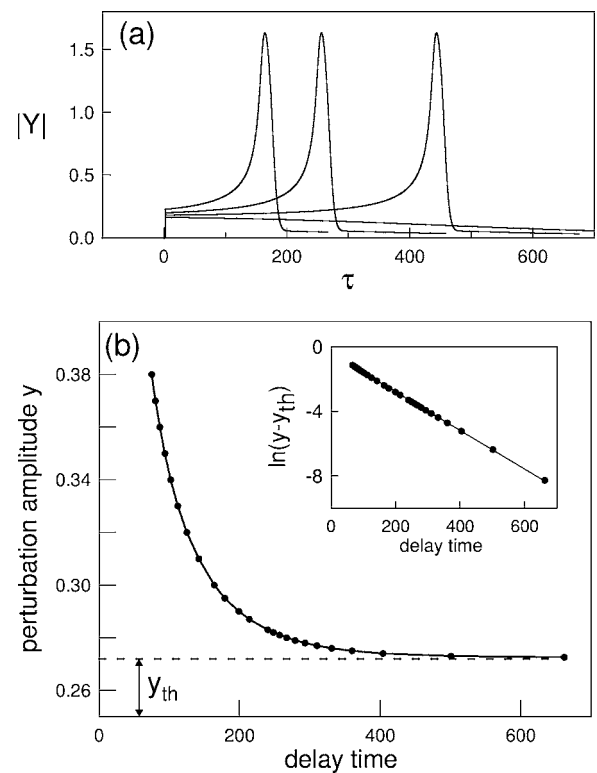 (a)
|Y|
1.5
1.0
0.5
0.0
0 200 400 600
τ
(b)
perturbation amplitude y
0.38
0.34
0.30
0.26
y_th
0 200 400 600
delay time
ln(y-y_th)
0
-4
-8
0 200 400 600
delay time